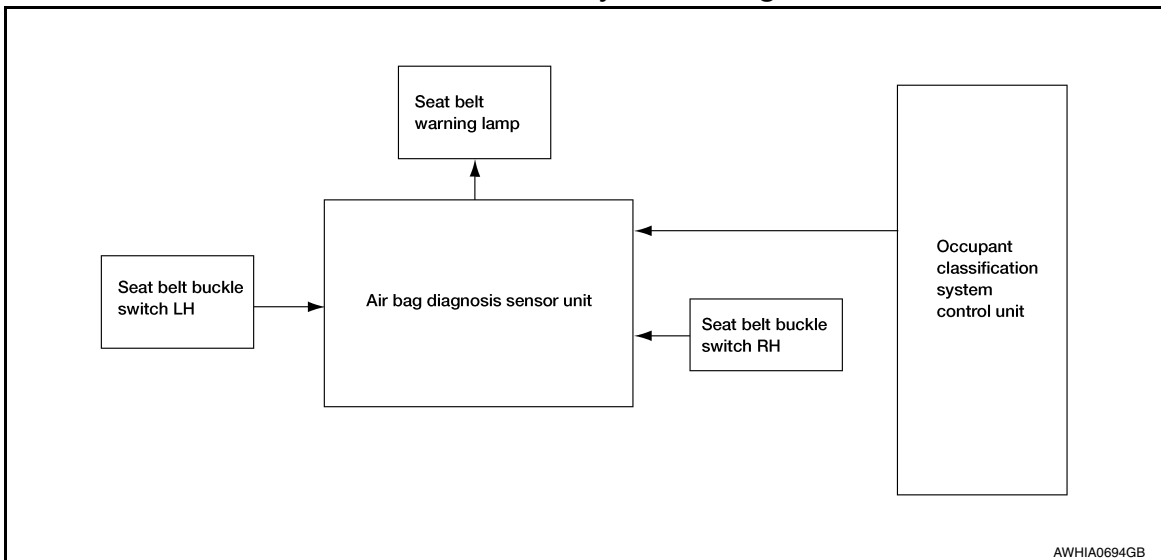 Seat belt
warning lamp
Seat belt buckle
switch LH
Air bag diagnosis sensor unit
Seat belt buckle
switch RH
Occupant
classification
system
control unit
AWHIA0694GB